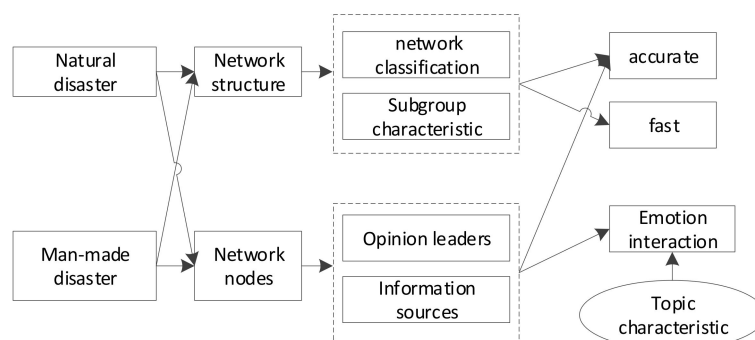 Natural
disaster
Network
structure
network
classification
Subgroup
characteristic
accurate
fast
Man-made
disaster
Network
nodes
Opinion leaders
Information
sources
Emotion
interaction
Topic
characteristic